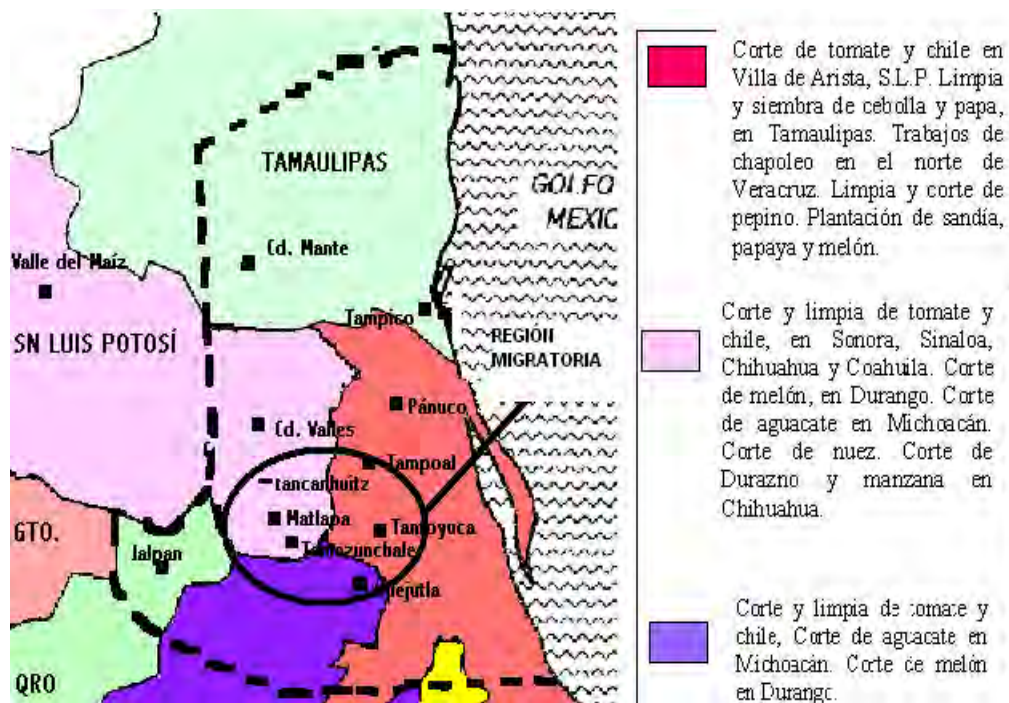 TAMAULIPAS
GOLFO
MEXIC
Cd. Mante
Valle del Maíz
Tampico
SN LUIS POTOSÍ
REGIÓN
MIGRATORIA
Pánuco
Cd. Valles
Tampoal
tancanhuitz
Matlapa
Tantoyuca
GTO.
Jalpan
QRO
Corte de tomate y chile en
Villa de Arista, S.L.P. Limpia
y siembra de cebolla y papa,
en Tamaulipas. Trabajos de
chapoleo en el norte de
Veracruz. Limpia y corte de
pepino. Plantación de sandía,
papaya y melón.
Corte y limpia de tomate y
chile, en Sonora, Sinaloa,
Chihuahua y Coahuila. Corte
de melón, en Durango. Corte
de aguacate en Michoacán.
Corte de nuez. Corte de
Durazno y manzana en
Chihuahua.
Corte y limpia de tomate y
chile, Corte de aguacate en
Michoacán. Corte de melón
en Durango.